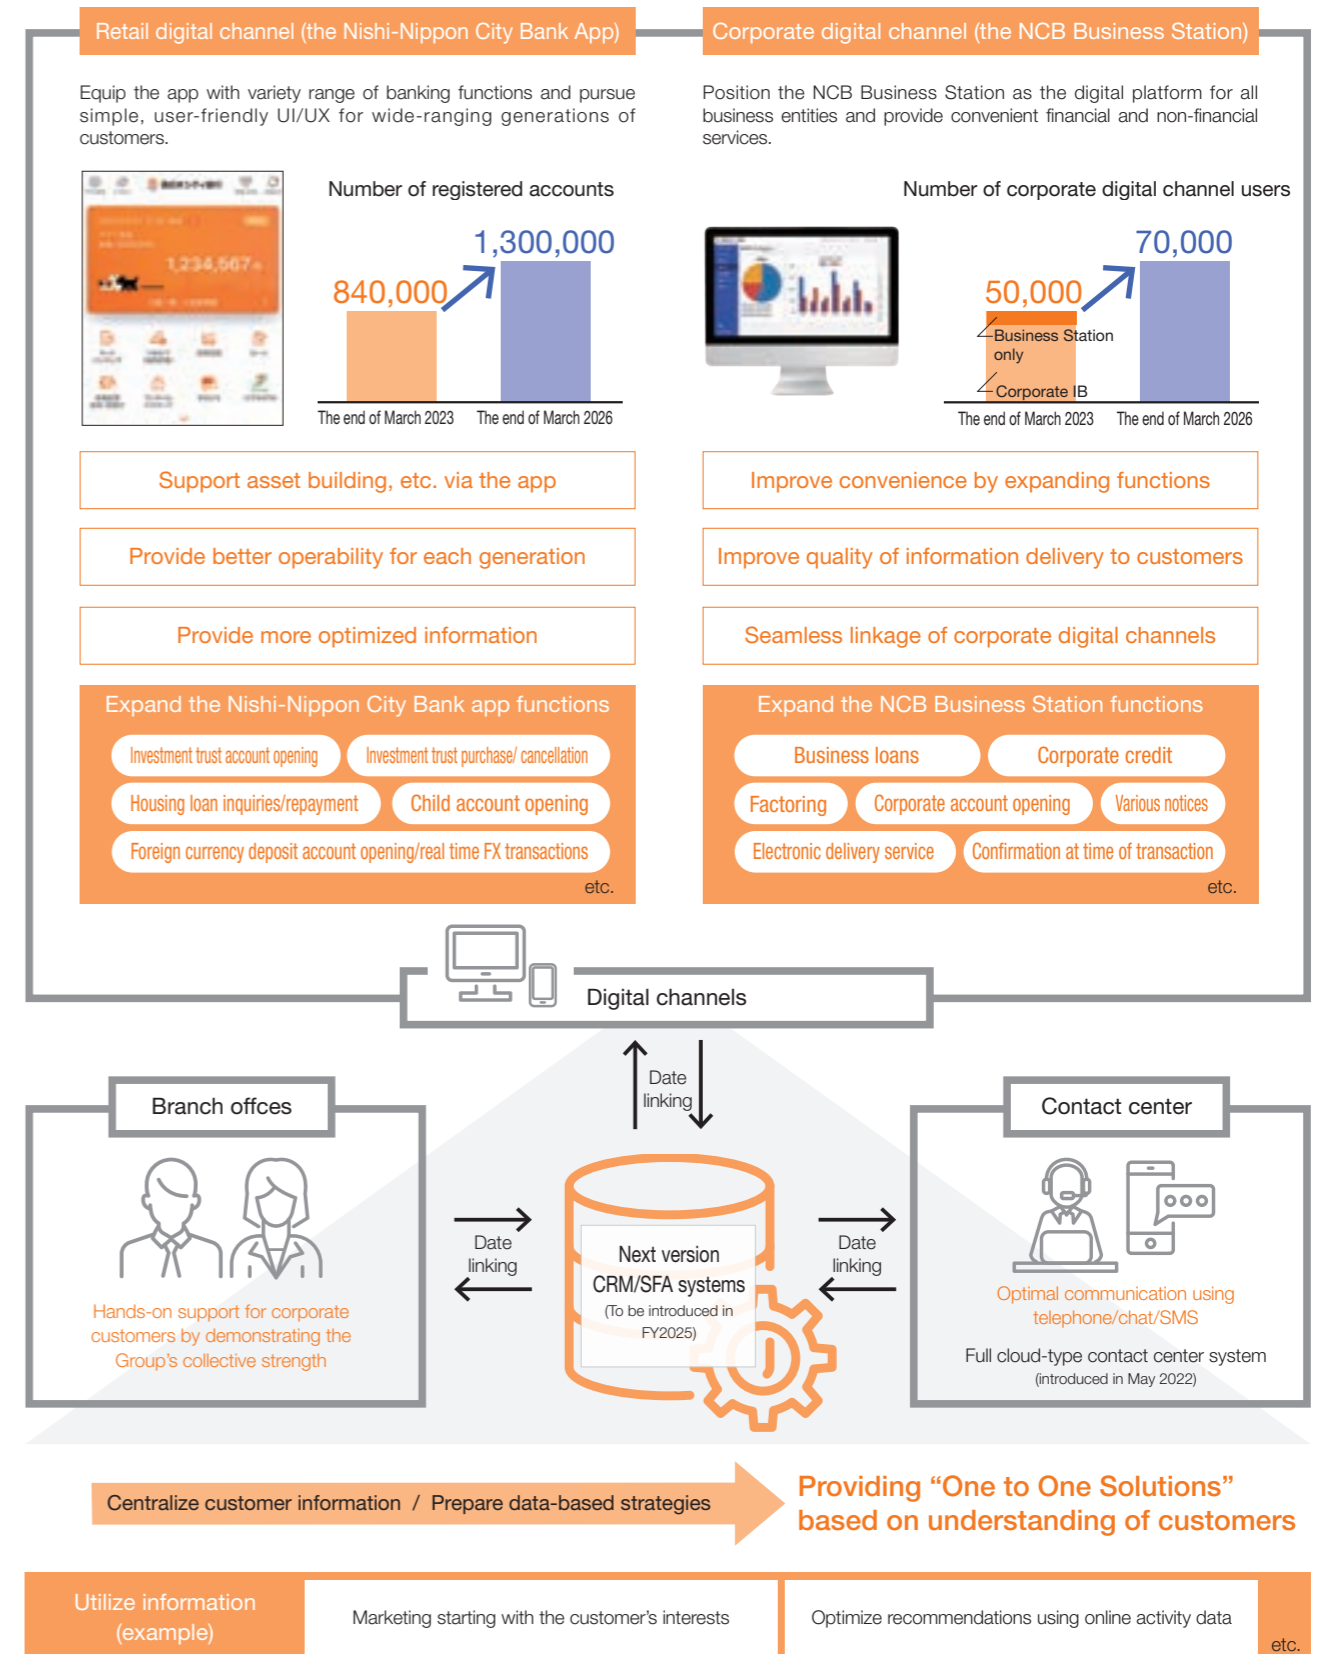 Retail digital channel (the Nishi-Nippon City Bank App)
Equip the app with variety range of banking functions and pursue
simple, user-friendly UI/UX for wide-ranging generations of
customers.
1,234,567
Number of registered accounts
840,000
1,300,000
The end of March 2023
The end of March 2026
Support asset building, etc. via the app
Provide better operability for each generation
Provide more optimized information
Expand the Nishi-Nippon City Bank app functions
Investment trust account opening
Investment trust purchase/ cancellation
Housing loan inquiries/repayment
Child account opening
Foreign currency deposit account opening/real time FX transactions
etc.
Corporate digital channel (the NCB Business Station)
Position the NCB Business Station as the digital platform for all
business entities and provide convenient financial and non-financial
services.
Number of corporate digital channel users
50,000
70,000
Business Station
only
Corporate IB
The end of March 2023
The end of March 2026
Improve convenience by expanding functions
Improve quality of information delivery to customers
Seamless linkage of corporate digital channels
Expand the NCB Business Station functions
Business loans
Corporate credit
Factoring
Corporate account opening
Various notices
Electronic delivery service
Confirmation at time of transaction
etc.
Digital channels
Date
linking
Branch offces
Hands-on support for corporate
customers by demonstrating the
Group's collective strength
Date
linking
Next version
CRM/SFA systems
(To be introduced in
FY2025)
Date
linking
Contact center
Optimal communication using
telephone/chat/SMS
Full cloud-type contact center system
(introduced in May 2022)
Centralize customer information / Prepare data-based strategies
Providing “One to One Solutions”
based on understanding of customers
Utilize information
(example)
Marketing starting with the customer's interests
Optimize recommendations using online activity data
etc.